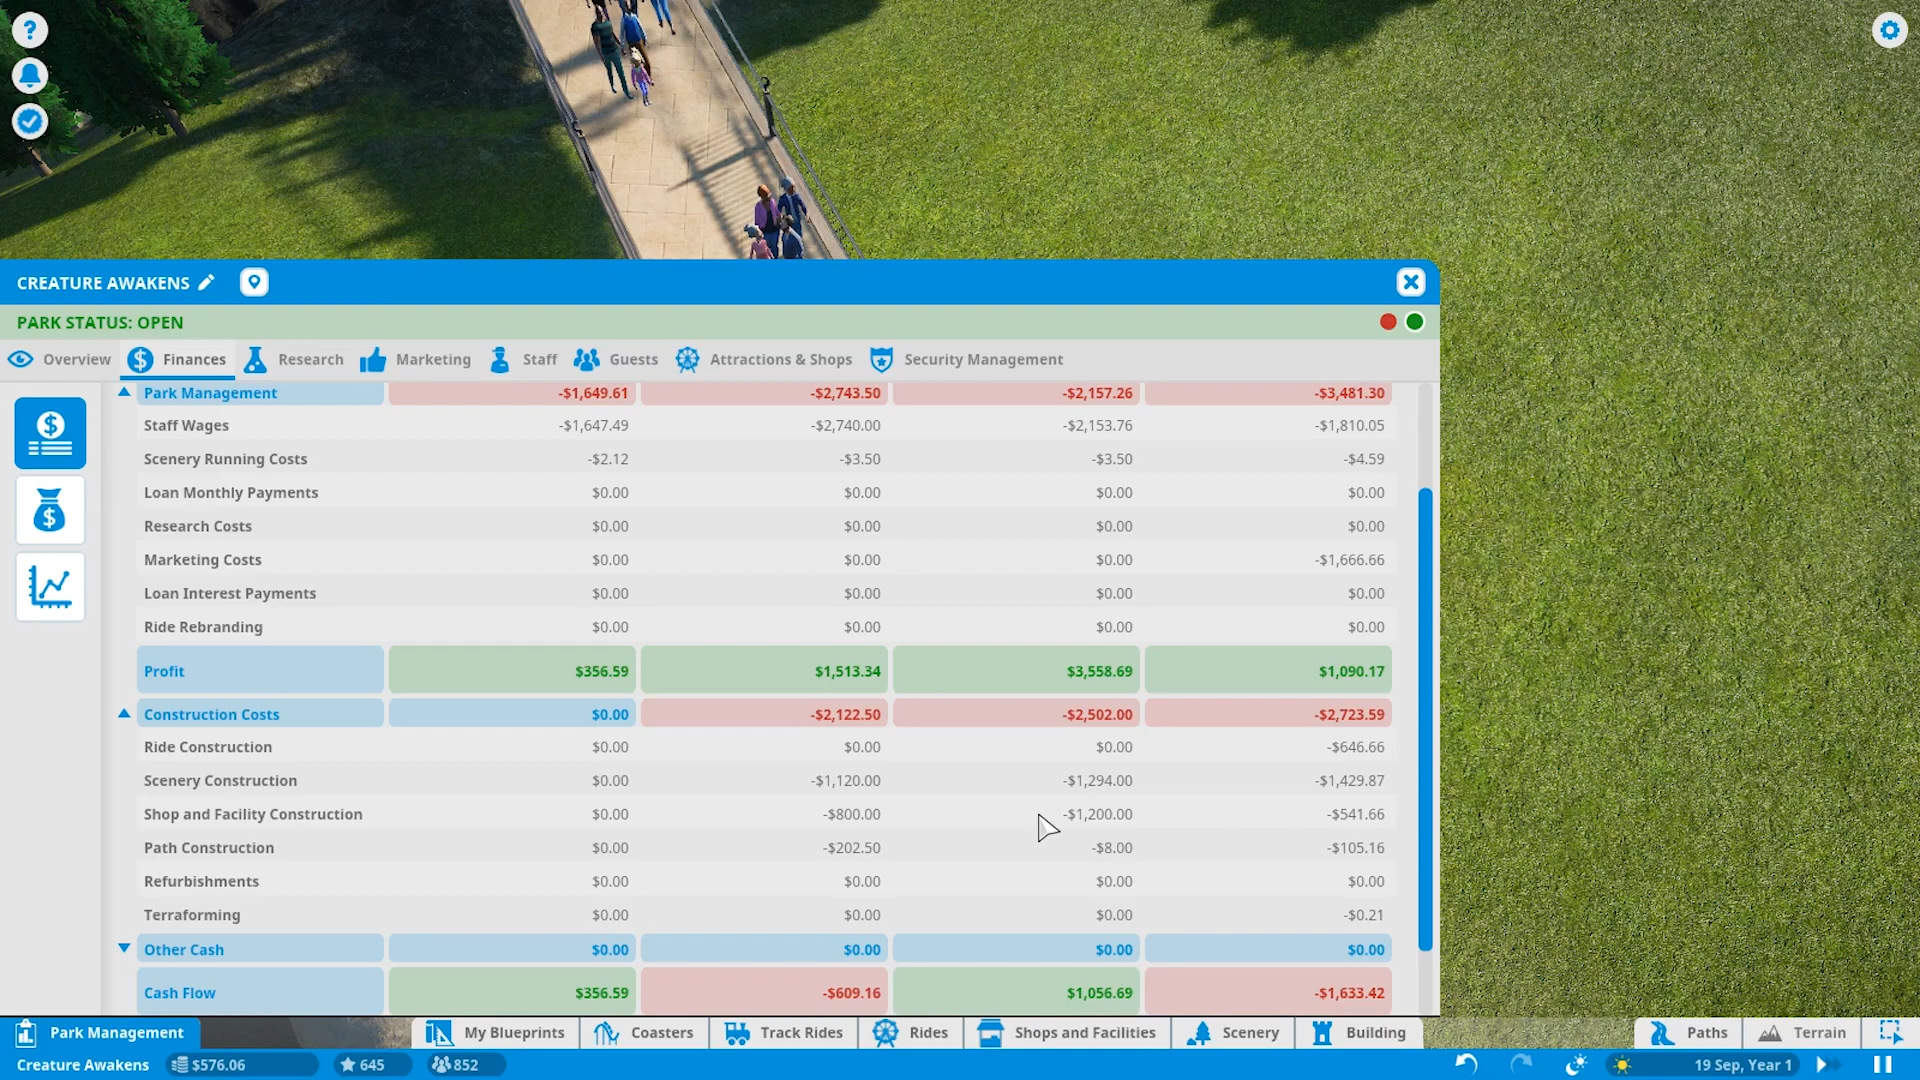 ?
CREATURE AWAKENS
PARK STATUS: OPEN
Overview Finances Research Marketing Staff Guests Attractions & Shops Security Management
Park Management -$1,649.61 -$2,743.50 -$2,157.26 -$3,481.30
Staff Wages -$1,647.49 -$2,740.00 -$2,153.76 -$1,810.05
Scenery Running Costs -$2.12 -$3.50 -$3.50 -$4.59
Loan Monthly Payments $0.00 $0.00 $0.00 $0.00
Research Costs $0.00 $0.00 $0.00 $0.00
Marketing Costs $0.00 $0.00 $0.00 -$1,666.66
Loan Interest Payments $0.00 $0.00 $0.00 $0.00
Ride Rebranding $0.00 $0.00 $0.00 $0.00
Profit $356.59 $1,513.34 $3,558.69 $1,090.17
Construction Costs $0.00 -$2,122.50 -$2,502.00 -$2,723.59
Ride Construction $0.00 $0.00 $0.00 -$646.66
Scenery Construction $0.00 -$1,120.00 -$1,294.00 -$1,429.87
Shop and Facility Construction $0.00 -$800.00 -$1,200.00 -$541.66
Path Construction $0.00 -$202.50 -$8.00 -$105.16
Refurbishments $0.00 $0.00 $0.00 $0.00
Terraforming $0.00 $0.00 $0.00 -$0.21
Other Cash $0.00 $0.00 $0.00 $0.00
Cash Flow $356.59 -$609.16 $1,056.69 -$1,633.42
Park Management My Blueprints Coasters Track Rides Rides Shops and Facilities Scenery Building Paths Terrain
Creature Awakens $576.06 645 852 19 Sep, Year 1